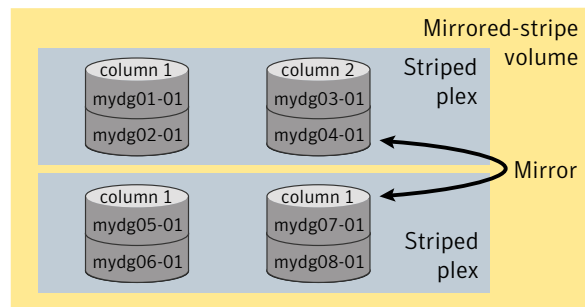 Mirrored-stripe
volume
column 1
mydg01-01
mydg02-01
column 2
mydg03-01
mydg04-01
Striped
plex
Mirror
column 1
mydg05-01
mydg06-01
column 1
mydg07-01
mydg08-01
Striped
plex